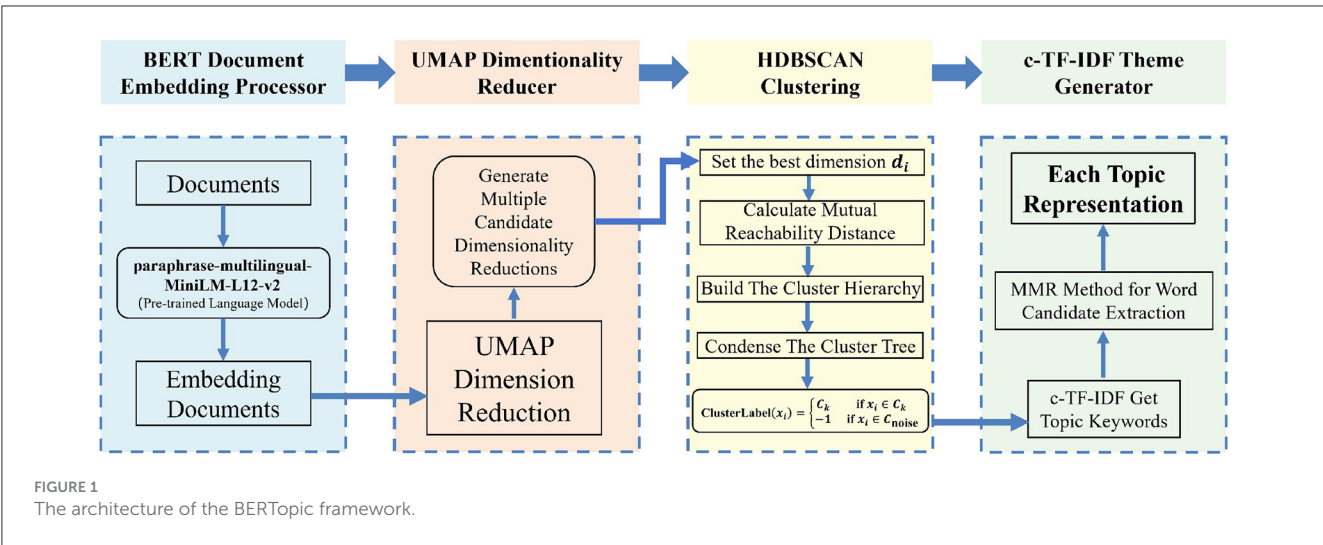 BERT Document
Embedding Processor
UMAP Dimentionality
Reducer
HDBSCAN
Clustering
c-TF-IDF Theme
Generator
Documents
paraphrase-multilingual-
MiniLM-L12-v2
(Pre-trained Language Model)
Embedding
Documents
Generate
Multiple
Candidate
Dimensionality
Reductions
UMAP
Dimension
Reduction
Set the best dimension d_i
Calculate Mutual
Reachability Distance
Build The Cluster Hierarchy
Condense The Cluster Tree
ClusterLabel(x_i) = { C_k if x_i ∈ C_k
-1 if x_i ∈ C_noise
Each Topic
Representation
MMR Method for Word
Candidate Extraction
c-TF-IDF Get
Topic Keywords
FIGURE 1
The architecture of the BERTopic framework.